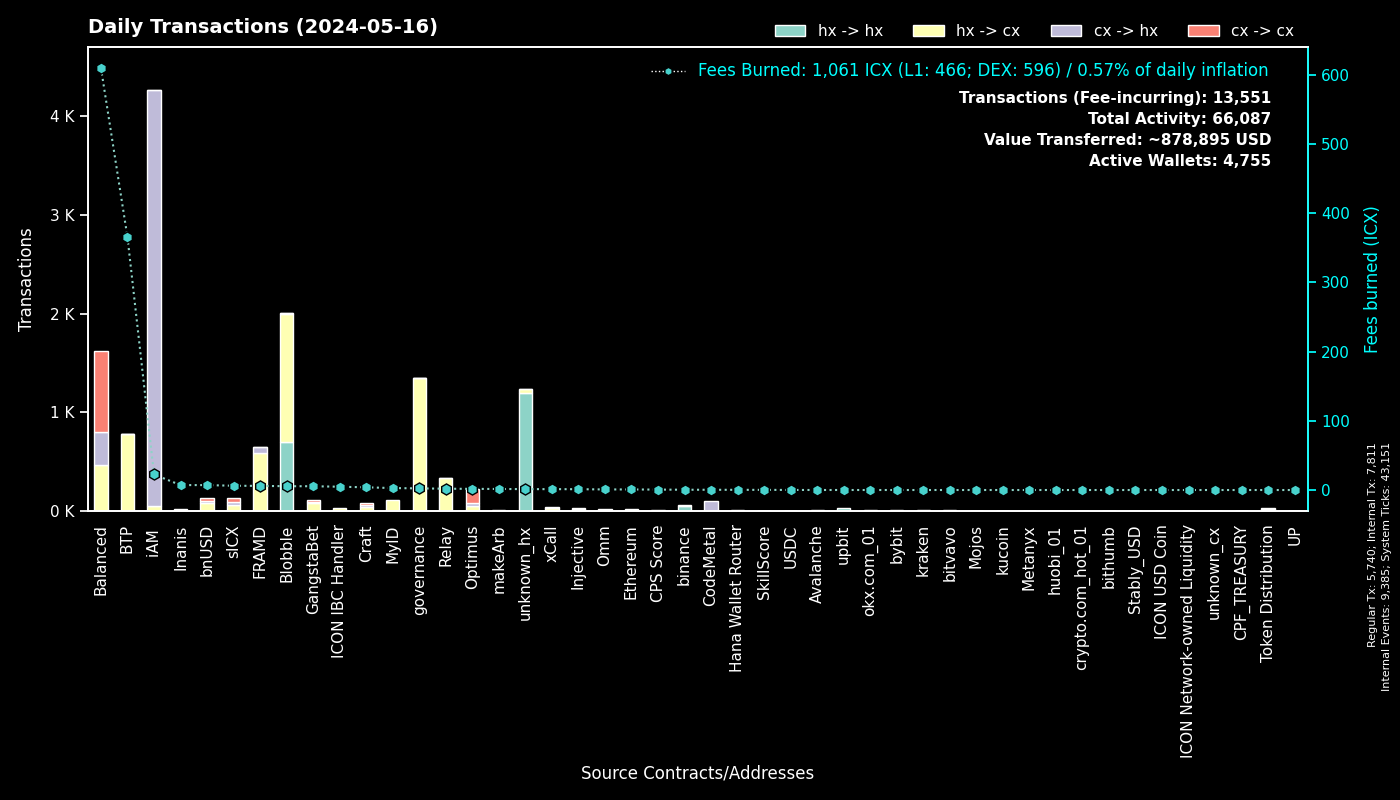 Daily Transactions (2024-05-16)
hx -> hx
hx -> cx
cx -> hx
cx -> cx
Fees Burned: 1,061 ICX (L1: 466; DEX: 596) / 0.57% of daily inflation
Transactions (Fee-incurring): 13,551
Total Activity: 66,087
Value Transferred: ~878,895 USD
Active Wallets: 4,755
Transactions
4 K
3 K
2 K
1 K
0 K
600
500
400
300
200
100
0
Fees burned (ICX)
Regular Tx: 5,740; Internal Tx: 7,811
Internal Events: 9,385; System Ticks: 43,151
Balanced
BTP
iAM
Inanis
bnUSD
sICX
FRAMD
Blobble
GangstaBet
ICON IBC Handler
Craft
MyID
governance
Relay
Optimus
makeArb
unknown_hx
xCall
Injective
Omm
Ethereum
CPS Score
binance
CodeMetal
Hana Wallet Router
SkillScore
USDC
Avalanche
upbit
okx.com_01
bybit
kraken
bitvavo
Mojos
kucoin
Metanyx
huobi_01
crypto.com_hot_01
bithumb
Stably_USD
ICON USD Coin
ICON Network-owned Liquidity
unknown_cx
CPF_TREASURY
Token Distribution
UP
Source Contracts/Addresses